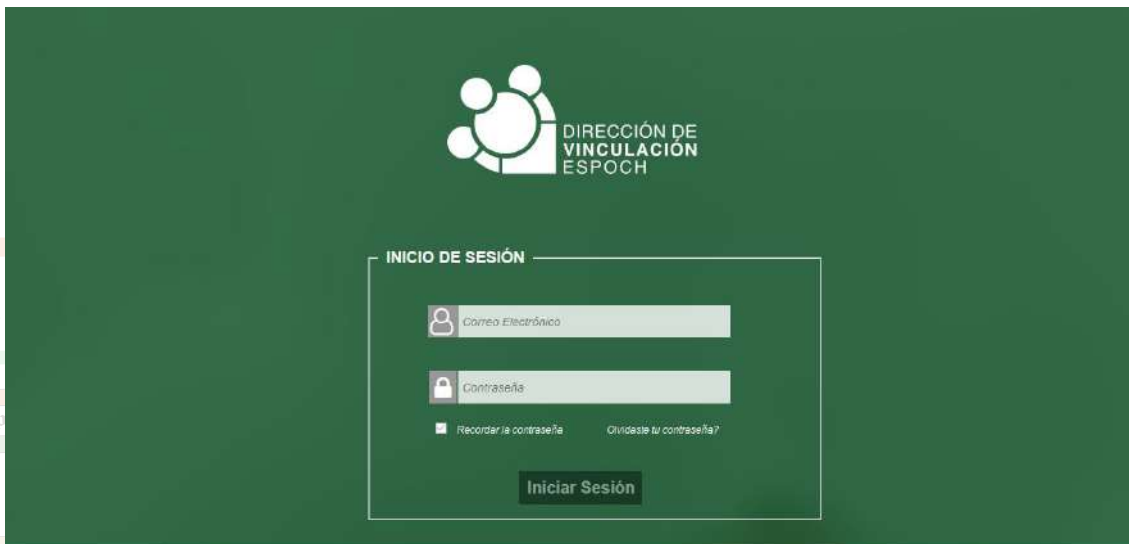 DIRECCIÓN DE
VINCULACIÓN
ESPOCH
INICIO DE SESIÓN
Correo Electrónico
Contraseña
Recordar la contraseña Olvidaste tu contraseña?
Iniciar Sesión